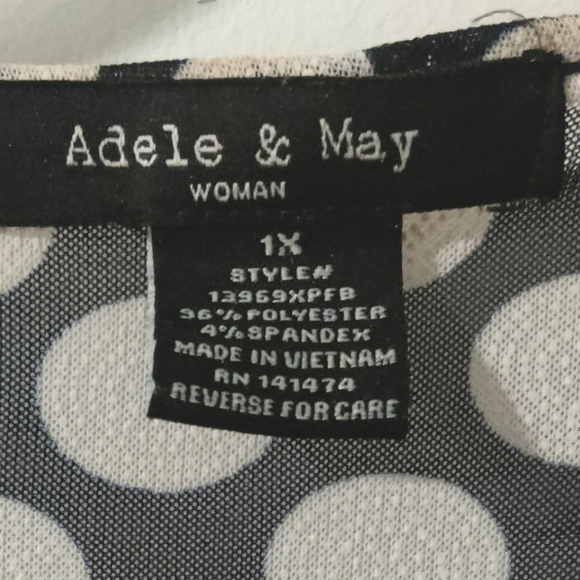 Adele & May
WOMAN
1X
STYLE#
13969XPFB
96% POLYESTER
4% SPANDEX
MADE IN VIETNAM
RN 141474
REVERSE FOR CARE